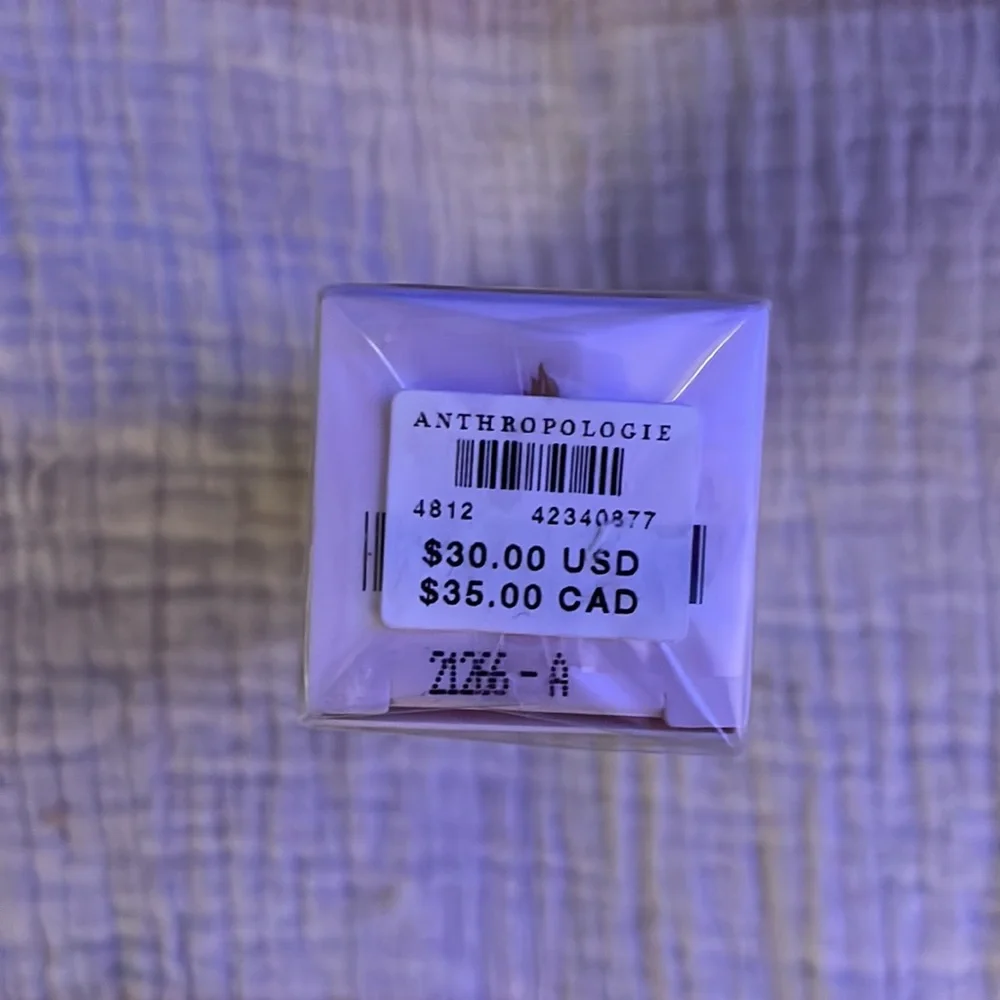 ANTHROPOLOGIE
4812 42340877
$30.00 USD
$35.00 CAD
21266-A